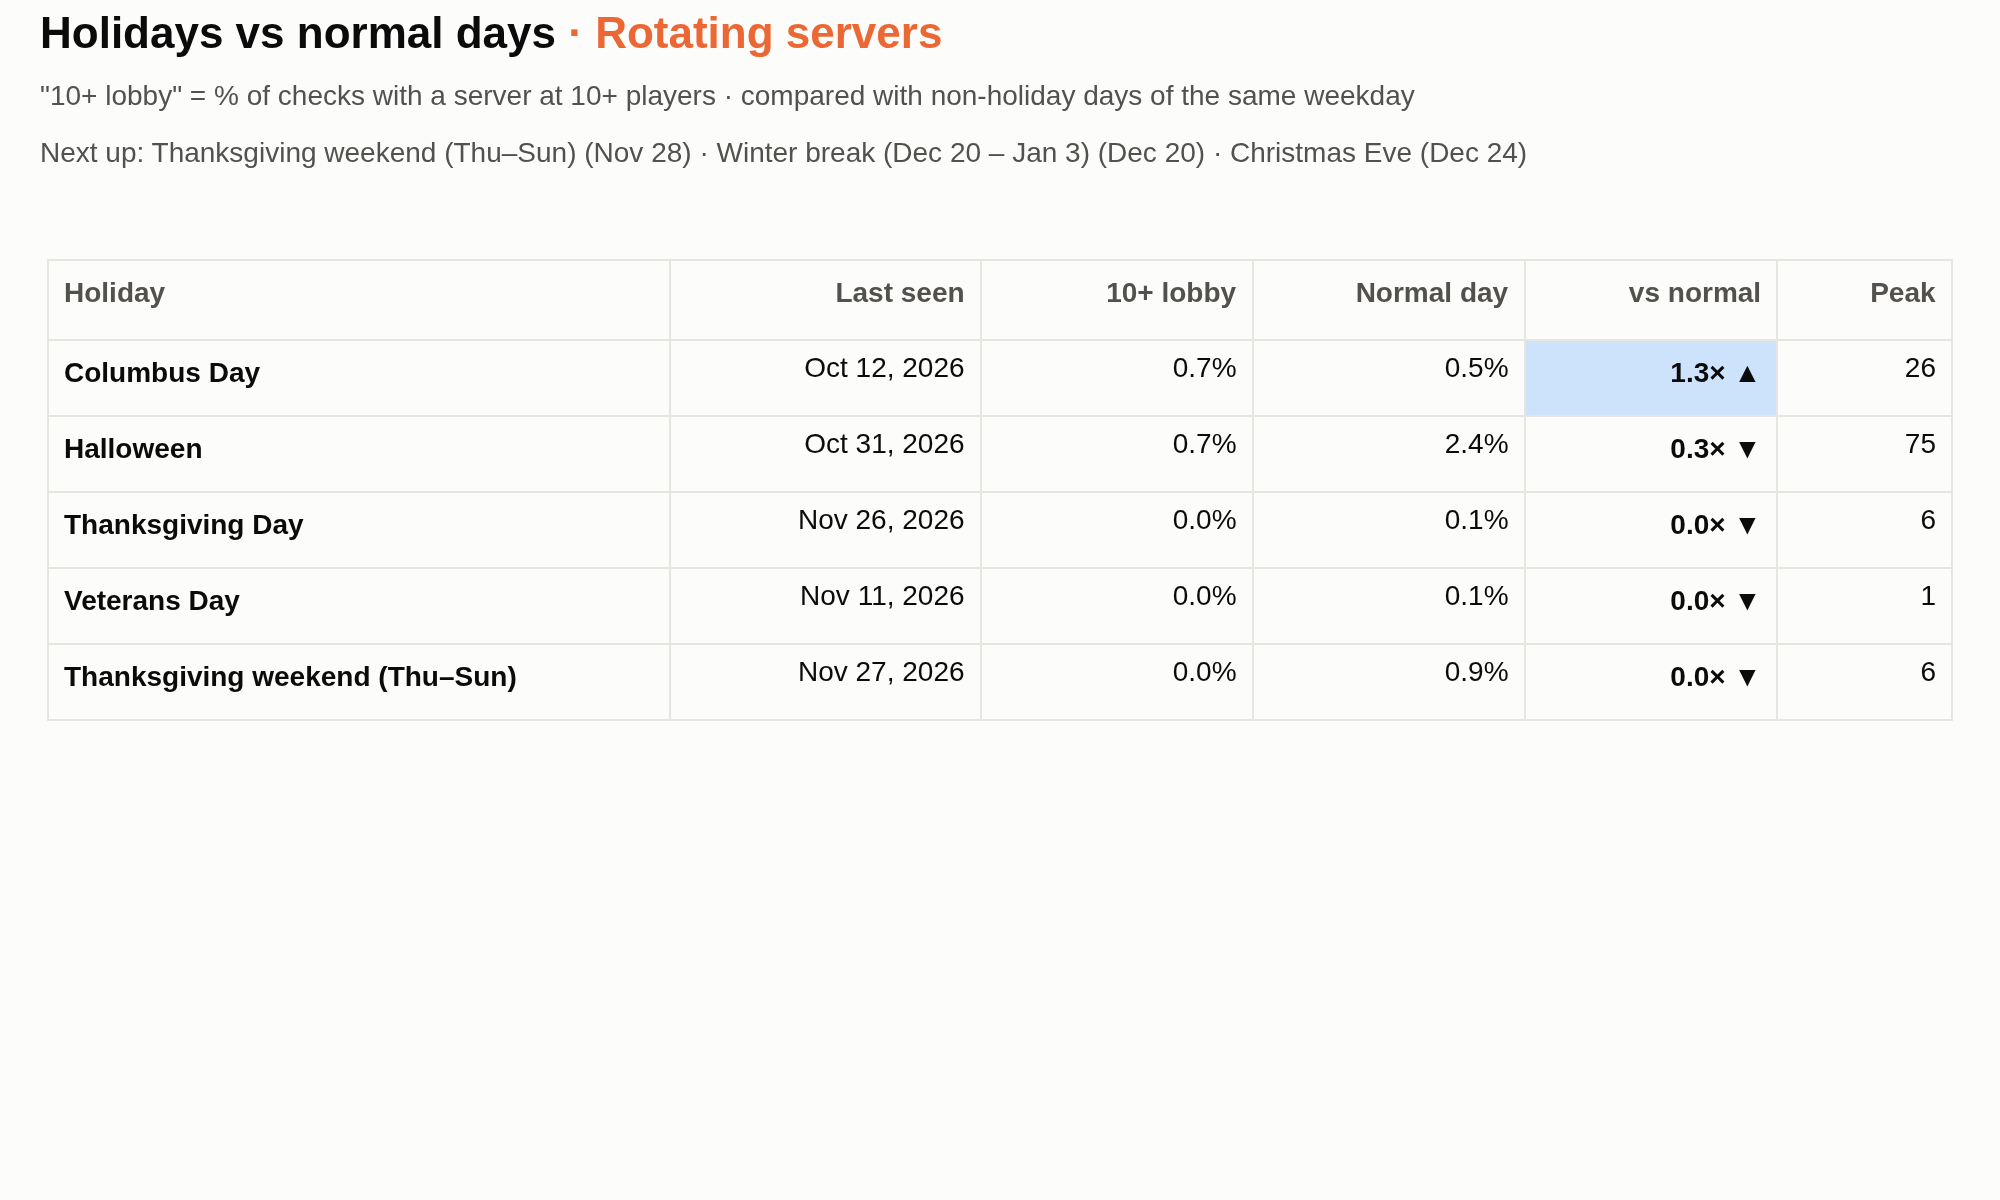 Holidays vs normal days · Rotating servers
"10+ lobby" = % of checks with a server at 10+ players · compared with non-holiday days of the same weekday
Next up: Thanksgiving weekend (Thu–Sun) (Nov 28) · Winter break (Dec 20 – Jan 3) (Dec 20) · Christmas Eve (Dec 24)
Holiday Last seen 10+ lobby Normal day vs normal Peak
Columbus Day Oct 12, 2026 0.7% 0.5% 1.3× ▲ 26
Halloween Oct 31, 2026 0.7% 2.4% 0.3× ▼ 75
Thanksgiving Day Nov 26, 2026 0.0% 0.1% 0.0× ▼ 6
Veterans Day Nov 11, 2026 0.0% 0.1% 0.0× ▼ 1
Thanksgiving weekend (Thu–Sun) Nov 27, 2026 0.0% 0.9% 0.0× ▼ 6